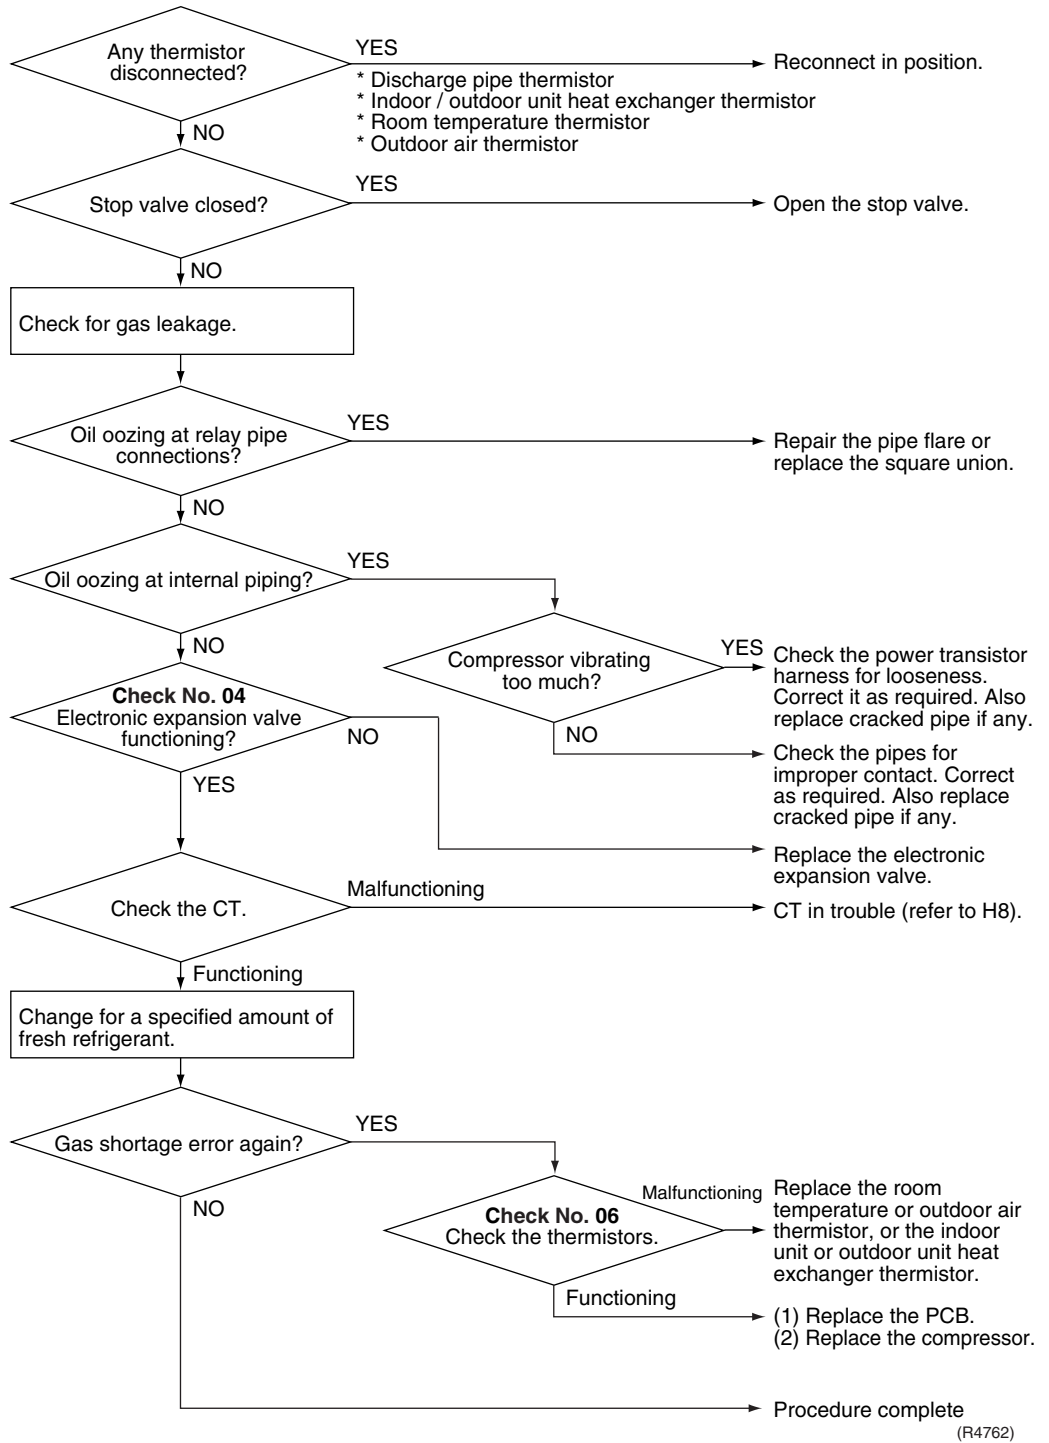 Any thermistor
disconnected?
YES
* Discharge pipe thermistor
* Indoor / outdoor unit heat exchanger thermistor
* Room temperature thermistor
* Outdoor air thermistor
Reconnect in position.
NO
Stop valve closed?
YES
Open the stop valve.
NO
Check for gas leakage.
Oil oozing at relay pipe
connections?
YES
Repair the pipe flare or
replace the square union.
NO
Oil oozing at internal piping?
YES
NO
Compressor vibrating
too much?
YES
Check the power transistor
harness for looseness.
Correct it as required. Also
replace cracked pipe if any.
NO
Check the pipes for
improper contact. Correct
as required. Also replace
cracked pipe if any.
Check No. 04
Electronic expansion valve
functioning?
NO
Replace the electronic
expansion valve.
YES
Check the CT.
Malfunctioning
CT in trouble (refer to H8).
Functioning
Change for a specified amount of
fresh refrigerant.
Gas shortage error again?
YES
NO
Check No. 06
Check the thermistors.
Malfunctioning
Replace the room
temperature or outdoor air
thermistor, or the indoor
unit or outdoor unit heat
exchanger thermistor.
Functioning
(1) Replace the PCB.
(2) Replace the compressor.
Procedure complete
(R4762)